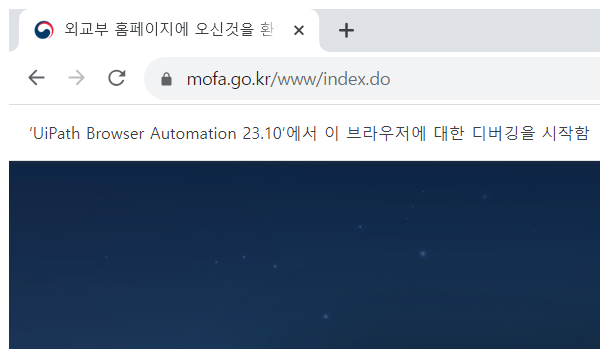 외교부 홈페이지에 오신것을 환
mofa.go.kr/www/index.do
'UiPath Browser Automation 23.10'에서 이 브라우저에 대한 디버깅을 시작함